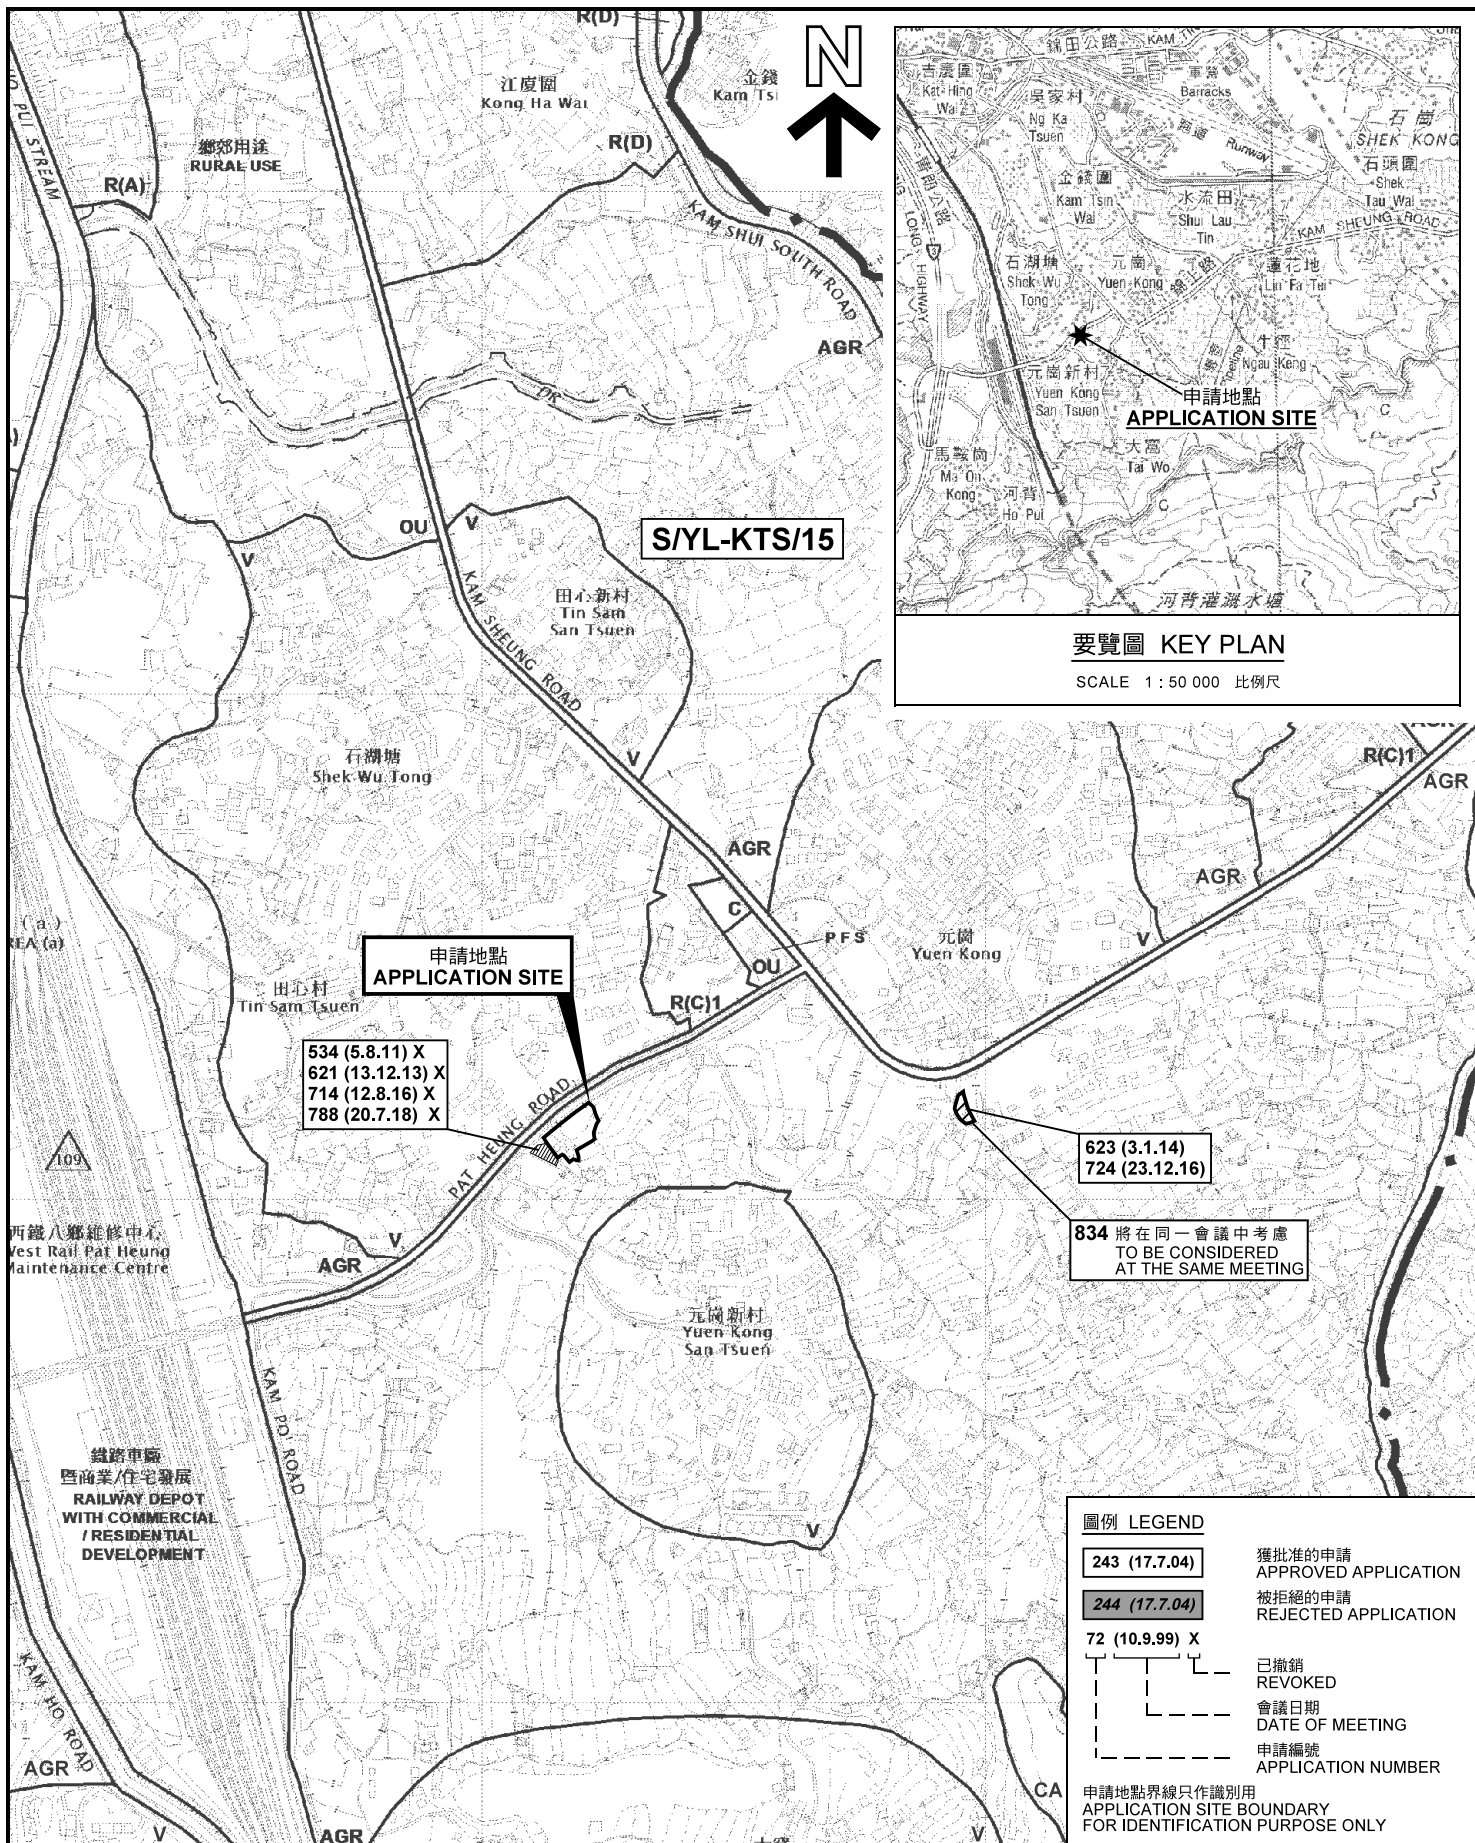 R(D)
江廈圍
Kong Ha Wai
金錢
Kam Tsi
N
PUI STREAM
鄉郊用途
RURAL USE
R(A)
R(D)
KAM SHUI SOUTH ROAD
AGR
DR
OU
V
V
S/YL-KTS/15
田心新村
Tin Sam
San Tsuen
KAM SHEUNG ROAD
石湖塘
Shek Wu Tong
V
錦田公路
KAM
吉慶圍
Kat Hing
Wai
吳家村
Ng Ka
Tsuen
軍營
Barracks
跑道
Runway
石崗
SHEK KONG
石頭圍
Shek
Tau Wai
金錢圍
Kam Tsin
Wai
水流田
Shui Lau
Tin
KAM SHEUNG ROAD
LONG HIGHWAY
石湖塘
Shek Wu
Tong
元崗
Yuen Kong
錦上路
蓮花地
Lin Fa Tei
牛徑
Ngau Keng
元崗新村
Yuen Kong
San Tsuen
申請地點
APPLICATION SITE
大窩
Tai Wo
馬鞍崗
Ma On
Kong
河背
Ho Pui
C
C
河背灌溉水塘
要覽圖 KEY PLAN
SCALE 1 : 50 000 比例尺
AGR
R(C)1
AGR
AGR
AGR
C
PFS
OU
元崗
Yuen Kong
V
(a)
REA (a)
申請地點
APPLICATION SITE
田心村
Tin Sam Tsuen
R(C)1
534 (5.8.11) X
621 (13.12.13) X
714 (12.8.16) X
788 (20.7.18) X
PAT HEUNG ROAD
623 (3.1.14)
724 (23.12.16)
834 將在同一會議中考慮
TO BE CONSIDERED
AT THE SAME MEETING
109
西鐵八鄉維修中心
West Rail Pat Heung
Maintenance Centre
V
AGR
元崗新村
Yuen Kong
San Tsuen
KAM PO ROAD
鐵路車廠
暨商業/住宅發展
RAILWAY DEPOT
WITH COMMERCIAL
/ RESIDENTIAL
DEVELOPMENT
V
KAM HO ROAD
AGR
V
AGR
V
CA
圖例 LEGEND
243 (17.7.04)
獲批准的申請
APPROVED APPLICATION
244 (17.7.04)
被拒絕的申請
REJECTED APPLICATION
72 (10.9.99) X
已撤銷
REVOKED
會議日期
DATE OF MEETING
申請編號
APPLICATION NUMBER
申請地點界線只作識別用
APPLICATION SITE BOUNDARY
FOR IDENTIFICATION PURPOSE ONLY